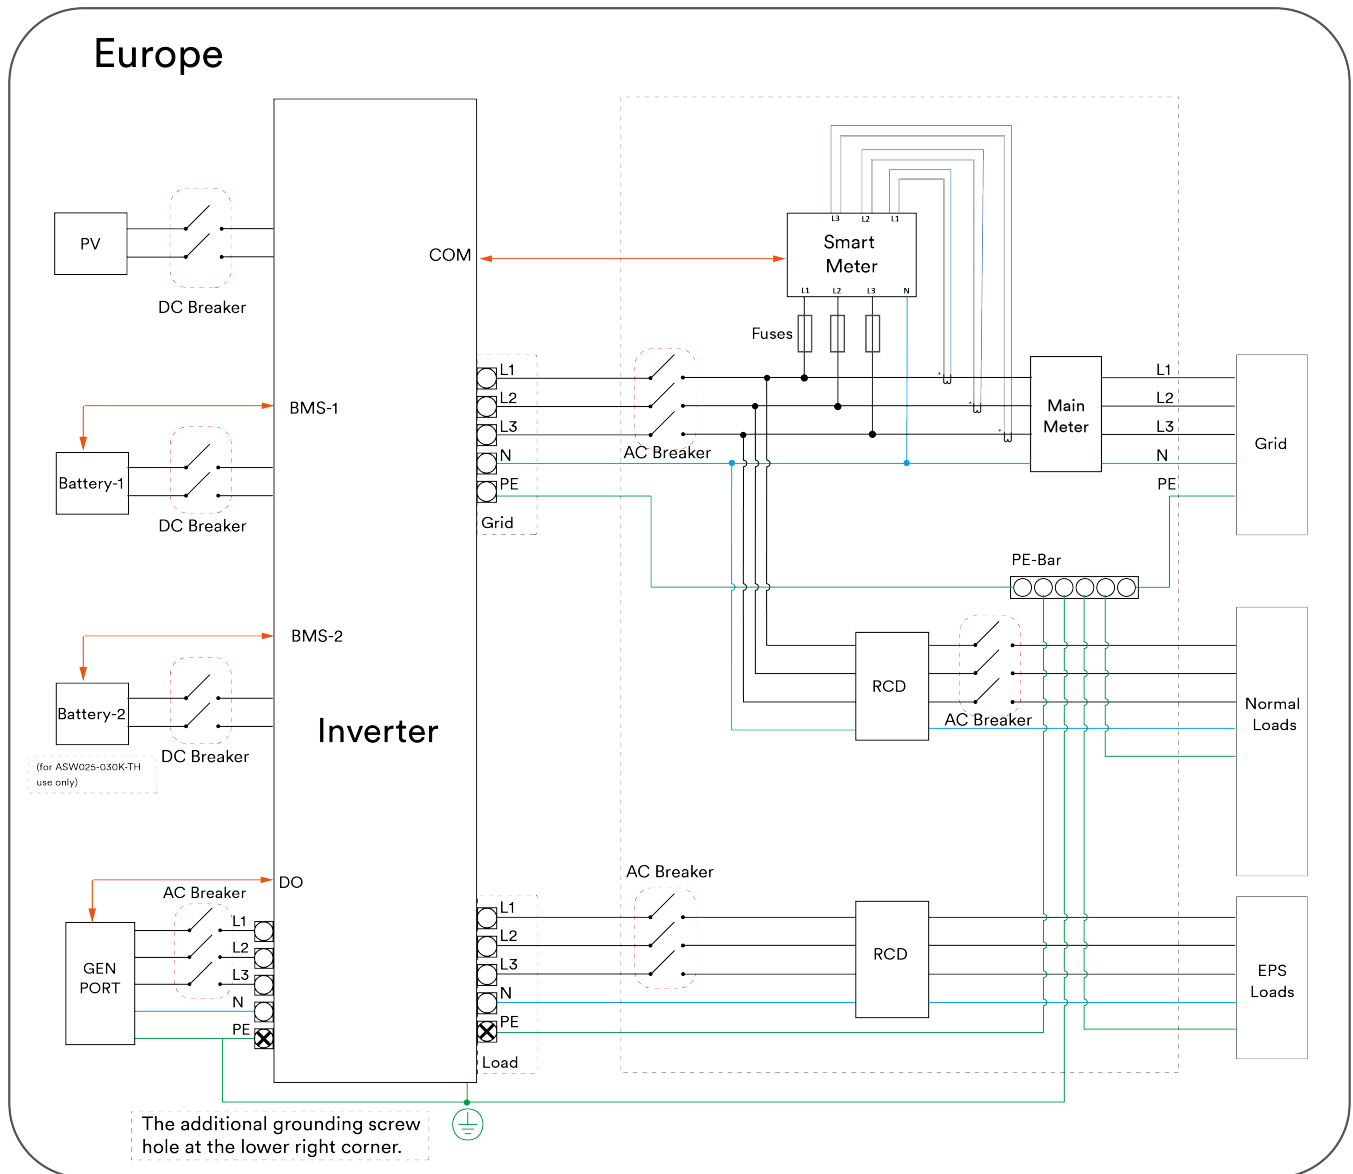 Europe
PV
DC Breaker
COM
L3
L2
L1
Smart
Meter
L1
L2
L3
N
Fuses
BMS-1
Battery-1
DC Breaker
L1
L2
L3
N
PE
Grid
AC Breaker
Main
Meter
L1
L2
L3
N
PE
Grid
PE-Bar
BMS-2
Battery-2
DC Breaker
(for ASW025-030K-TH
use only)
Inverter
RCD
AC Breaker
Normal
Loads
DO
AC Breaker
GEN
PORT
L1
L2
L3
N
PE
L1
L2
L3
N
PE
Load
AC Breaker
RCD
EPS
Loads
The additional grounding screw
hole at the lower right corner.